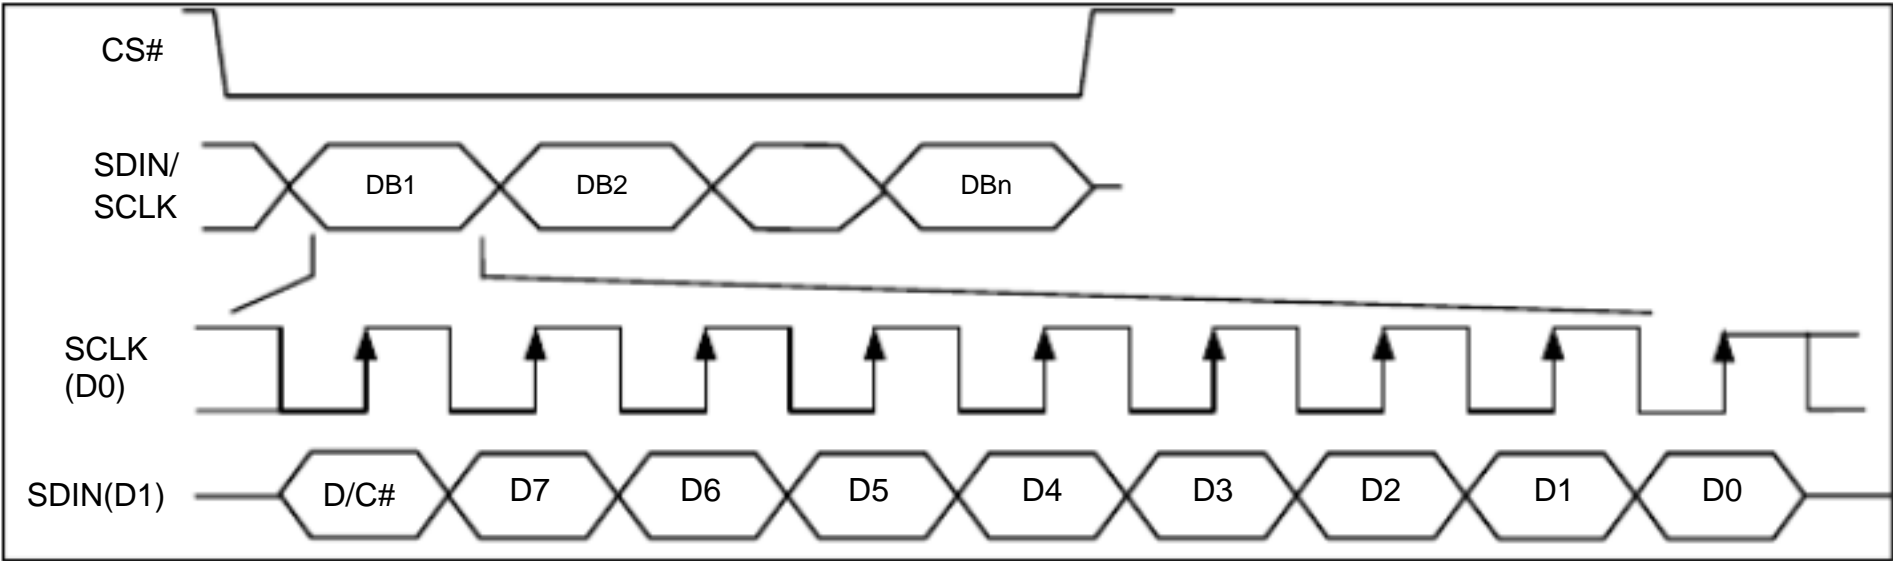 CS#
SDIN/
SCLK
DB1
DB2
DBn
SCLK
(D0)
SDIN(D1)
D/C#
D7
D6
D5
D4
D3
D2
D1
D0